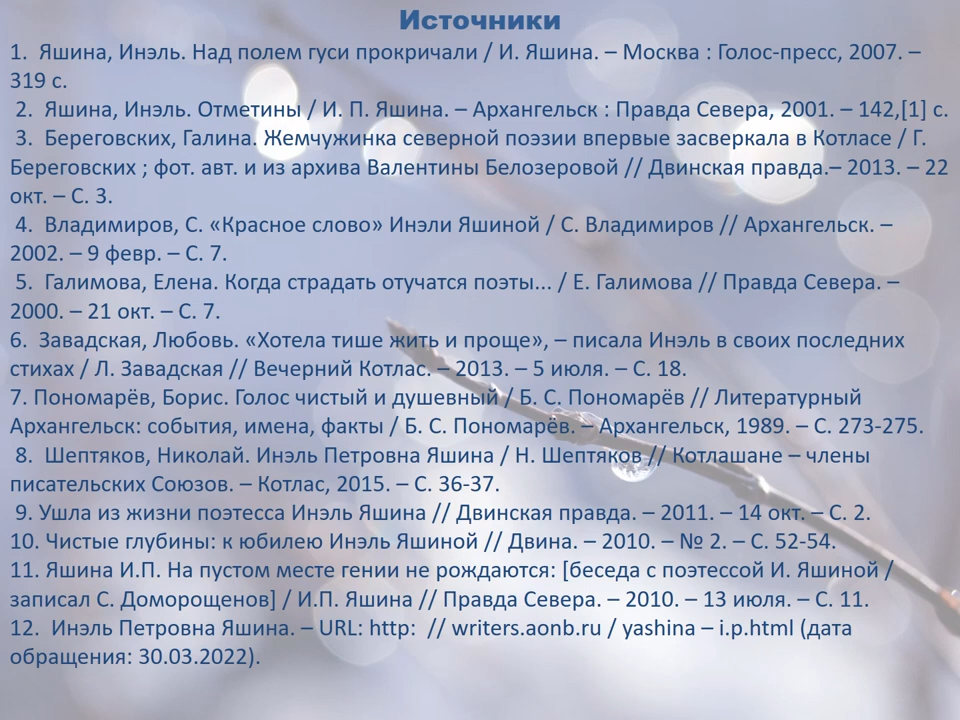 Источники
1.  Яшина, Инэль. Над полем гуси прокричали / И. Яшина. – Москва : Голос-пресс, 2007. –
319 с.
2.  Яшина, Инэль. Отметины / И. П. Яшина. – Архангельск : Правда Севера, 2001. – 142,[1] с.
3.  Береговских, Галина. Жемчужинка северной поэзии впервые засверкала в Котласе / Г.
Береговских ; фот. авт. и из архива Валентины Белозеровой // Двинская правда.– 2013. – 22
окт. – С. 3.
4.  Владимиров, С. «Красное слово» Инэли Яшиной / С. Владимиров // Архангельск. –
2002. – 9 февр. – С. 7.
5.  Галимова, Елена. Когда страдать отучатся поэты... / Е. Галимова // Правда Севера. –
2000. – 21 окт. – С. 7.
6.  Завадская, Любовь. «Хотела тише жить и проще», – писала Инэль в своих последних
стихах / Л. Завадская // Вечерний Котлас. – 2013. – 5 июля. – С. 18.
7. Пономарёв, Борис. Голос чистый и душевный / Б. С. Пономарёв // Литературный
Архангельск: события, имена, факты / Б. С. Пономарёв. – Архангельск, 1989. – С. 273-275.
8.  Шептяков, Николай. Инэль Петровна Яшина / Н. Шептяков // Котлашане – члены
писательских Союзов. – Котлас, 2015. – С. 36-37.
9. Ушла из жизни поэтесса Инэль Яшина // Двинская правда. – 2011. – 14 окт. – С. 2.
10. Чистые глубины: к юбилею Инэль Яшиной // Двина. – 2010. – № 2. – С. 52-54.
11. Яшина И.П. На пустом месте гении не рождаются: [беседа с поэтессой И. Яшиной /
записал С. Доморощенов] / И.П. Яшина // Правда Севера. – 2010. – 13 июля. – С. 11.
12.  Инэль Петровна Яшина. – URL: http:  // writers.aonb.ru / yashina – i.p.html (дата
обращения: 30.03.2022).